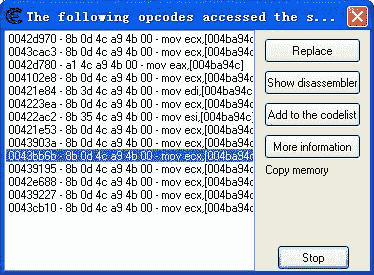 The following opcodes accessed the s...
0042d970 - 8b 0d 4c a9 4b 00 - mov ecx,[004ba94c
0043cac3 - 8b 0d 4c a9 4b 00 - mov ecx,[004ba94c
0042d780 - a1 4c a9 4b 00 - mov eax,[004ba94c]
004102e8 - 8b 0d 4c a9 4b 00 - mov ecx,[004ba94c
00421e84 - 8b 3d 4c a9 4b 00 - mov edi,[004ba94c]
004223ea - 8b 0d 4c a9 4b 00 - mov ecx,[004ba94c
00422ac2 - 8b 35 4c a9 4b 00 - mov esi,[004ba94c]
00421e53 - 8b 0d 4c a9 4b 00 - mov ecx,[004ba94c
0043903a - 8b 0d 4c a9 4b 00 - mov ecx,[004ba94c
0043bb6b - 8b 0d 4c a9 4b 00 - mov ecx,[004ba94c
00439195 - 8b 0d 4c a9 4b 00 - mov ecx,[004ba94c
0042e688 - 8b 0d 4c a9 4b 00 - mov ecx,[004ba94c
00439227 - 8b 0d 4c a9 4b 00 - mov ecx,[004ba94c
0043cb10 - 8b 0d 4c a9 4b 00 - mov ecx,[004ba94c
Replace
Show disassembler
Add to the codelist
More information
Copy memory
Stop